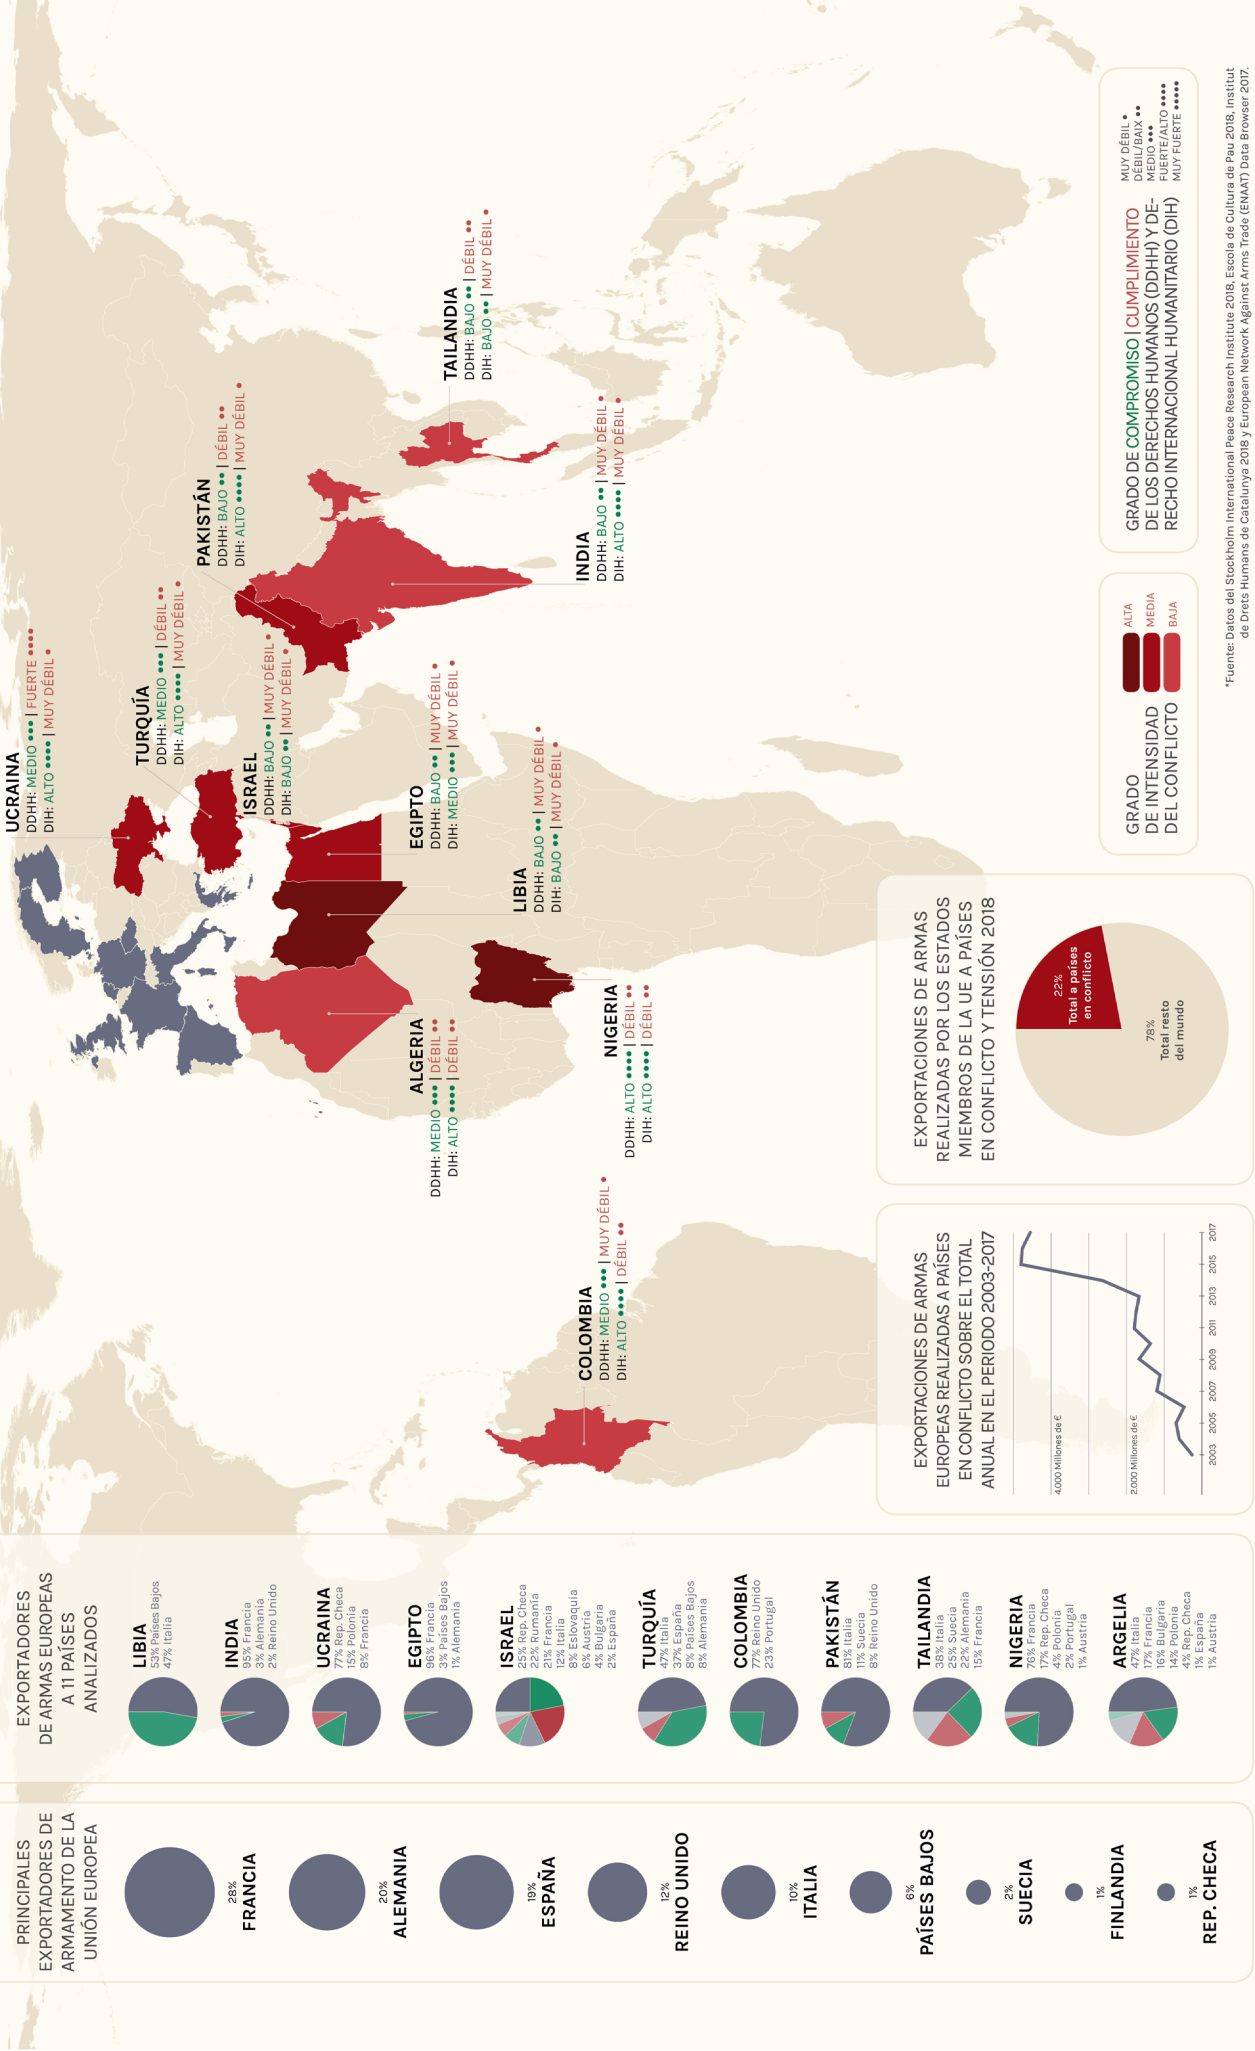 PRINCIPALES
EXPORTADORES DE
ARMAMENTO DE LA
UNIÓN EUROPEA
28%
FRANCIA
20%
ALEMANIA
19%
ESPAÑA
12%
REINO UNIDO
10%
ITALIA
6%
PAÍSES BAJOS
2%
SUECIA
1%
FINLANDIA
1%
REP. CHECA
EXPORTADORES
DE ARMAS EUROPEAS
A 11 PAÍSES
ANALIZADOS
LIBIA
53% Países Bajos
47% Italia
INDIA
95% Francia
3% Alemania
2% Reino Unido
UCRAINA
77% Rep. Checa
15% Polonia
8% Francia
EGIPTO
96% Francia
3% Países Bajos
1% Alemania
ISRAEL
25% Rep. Checa
22% Rumanía
21% Francia
12% Italia
8% Eslovaquia
6% Austria
4% Bulgaria
2% España
TURQUÍA
47% Italia
37% España
8% Países Bajos
8% Alemania
COLOMBIA
77% Reino Unido
23% Portugal
PAKISTÁN
81% Italia
11% Suecia
8% Reino Unido
TAILANDIA
38% Italia
25% Suecia
22% Alemania
15% Francia
NIGERIA
76% Francia
17% Rep. Checa
4% Polonia
2% Portugal
1% Austria
ARGELIA
47% Italia
17% Francia
16% Bulgaria
14% Polonia
4% Rep. Checa
1% España
1% Austria
COLOMBIA
DDHH: MEDIO ••• | MUY DÉBIL •
DIH: ALTO •••• | DÉBIL ••
ALGERIA
DDHH: MEDIO ••• | DÉBIL ••
DIH: ALTO •••• | DÉBIL ••
NIGERIA
DDHH: ALTO •••• | DÉBIL ••
DIH: ALTO •••• | DÉBIL ••
LIBIA
DDHH: BAJO •• | MUY DÉBIL •
DIH: BAJO •• | MUY DÉBIL •
EGIPTO
DDHH: BAJO •• | MUY DÉBIL •
DIH: MEDIO ••• | MUY DÉBIL •
UCRAINA
DDHH: MEDIO ••• | FUERTE ••••
DIH: ALTO •••• | MUY DÉBIL •
TURQUÍA
DDHH: MEDIO ••• | DÉBIL ••
DIH: ALTO •••• | MUY DÉBIL •
ISRAEL
DDHH: BAJO •• | MUY DÉBIL •
DIH: BAJO •• | MUY DÉBIL •
PAKISTÁN
DDHH: BAJO •• | DÉBIL ••
DIH: ALTO •••• | MUY DÉBIL •
INDIA
DDHH: BAJO •• | MUY DÉBIL •
DIH: ALTO •••• | MUY DÉBIL •
TAILANDIA
DDHH: BAJO •• | DÉBIL ••
DIH: BAJO •• | MUY DÉBIL •
EXPORTACIONES DE ARMAS
EUROPEAS REALIZADAS A PAÍSES
EN CONFLICTO SOBRE EL TOTAL
ANUAL EN EL PERIODO 2003-2017
4.000 Millones de €
2.000 Millones de €
2003 2005 2007 2009 2011 2013 2015 2017
EXPORTACIONES DE ARMAS
REALIZADAS POR LOS ESTADOS
MIEMBROS DE LA UE A PAÍSES
EN CONFLICTO Y TENSIÓN 2018
22%
Total a países
en conflicto
78%
Total resto
del mundo
GRADO
DE INTENSIDAD
DEL CONFLICTO
ALTA
MEDIA
BAJA
GRADO DE COMPROMISO | CUMPLIMIENTO
DE LOS DERECHOS HUMANOS (DDHH) Y DE-
RECHO INTERNACIONAL HUMANITARIO (DIH)
MUY DÉBIL •
DÉBIL/BAIX ••
MEDIO •••
FUERTE/ALTO ••••
MUY FUERTE •••••
*Fuente: Datos del Stockholm International Peace Research Institute 2018, Escola de Cultura de Pau 2018, Institut
de Drets Humans de Catalunya 2018 y European Network Against Arms Trade (ENAAT) Data Browser 2017.